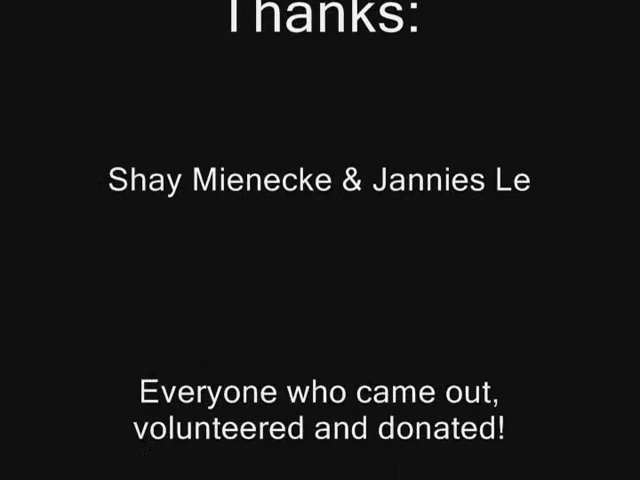 Thanks:
Shay Mienecke & Jannies Le
Everyone who came out,
volunteered and donated!